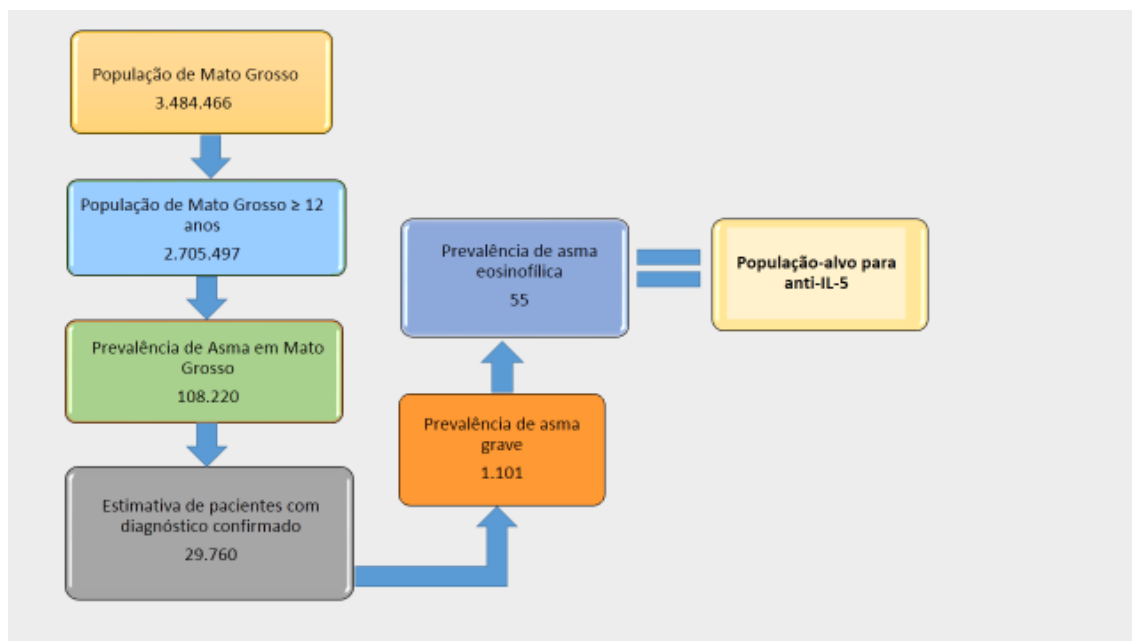 População de Mato Grosso
3.484.466
População de Mato Grosso ≥ 12
anos
2.705.497
Prevalência de Asma em Mato
Grosso
108.220
Estimativa de pacientes com
diagnóstico confirmado
29.760
Prevalência de asma
grave
1.101
Prevalência de asma
eosinofílica
55
População-alvo para
anti-IL-5